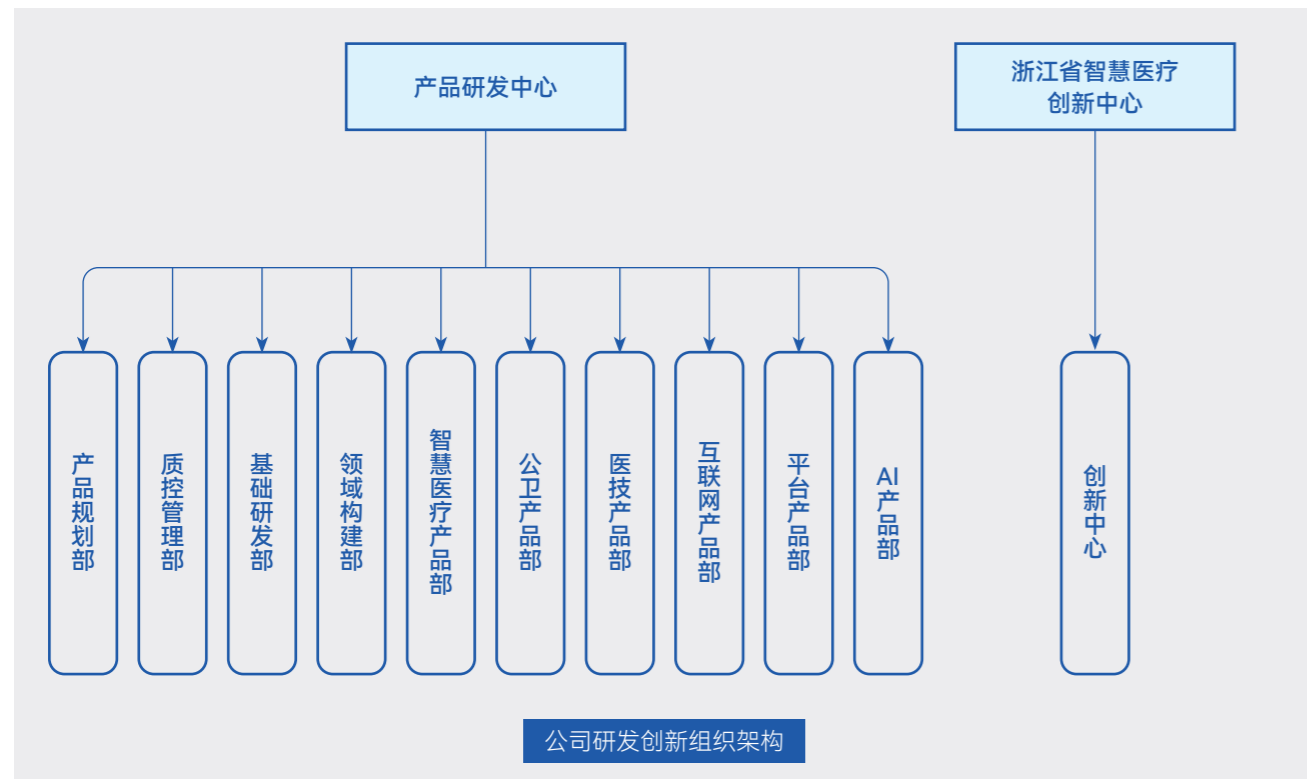 产品研发中心
浙江省智慧医疗
创新中心
产品规划部
质控管理部
基础研发部
领域构建部
智慧医疗产品部
公卫产品部
医技产品部
互联网产品部
平台产品部
AI产品部
创新中心
公司研发创新组织架构